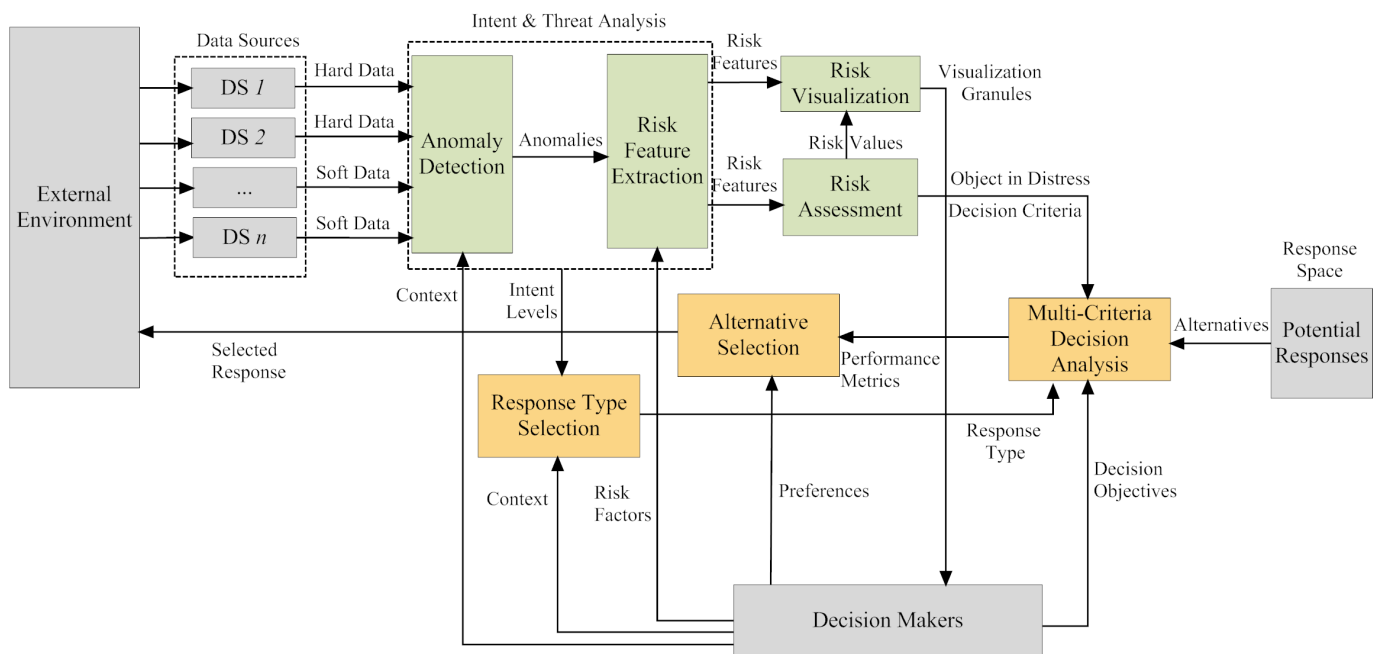 Intent & Threat Analysis
Data Sources
External
Environment
DS 1
DS 2
...
DS n
Hard Data
Hard Data
Soft Data
Soft Data
Anomaly
Detection
Anomalies
Risk
Feature
Extraction
Risk
Features
Risk
Features
Risk
Visualization
Risk Values
Risk
Assessment
Visualization
Granules
Object in Distress
Decision Criteria
Response
Space
Context
Intent
Levels
Alternative
Selection
Multi-Criteria
Decision
Analysis
Alternatives
Potential
Responses
Selected
Response
Performance
Metrics
Response Type
Selection
Response
Type
Context
Risk
Factors
Preferences
Decision
Objectives
Decision Makers